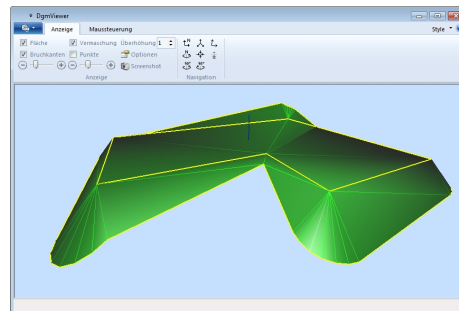 DgmViewer
Anzeige Maussteuerung Style
Fläche Vermaschung Überhöhung 1
Bruchkanten Punkte Optionen
Screenshot
Anzeige Navigation